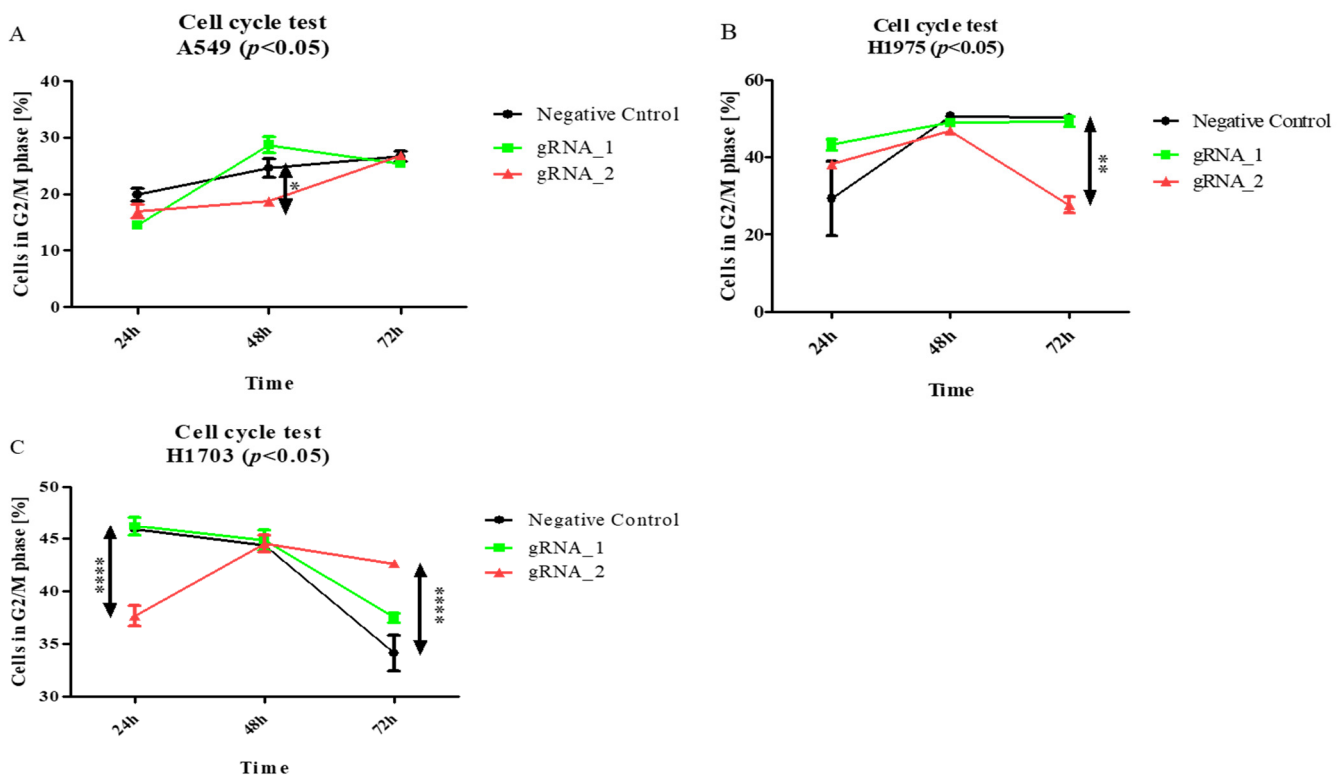 A
Cell cycle test
A549 (p<0.05)
Cells in G2/M phase [%]
40
30
20
10
0
*
24h
48h
72h
Time
Negative Cntrol
gRNA_1
gRNA_2
B
Cell cycle test
H1975 (p<0.05)
Cells in G2/M phase [%]
60
40
20
0
**
24h
48h
72h
Time
Negative Control
gRNA_1
gRNA_2
C
Cell cycle test
H1703 (p<0.05)
Cells in G2/M phase [%]
50
45
40
35
30
****
****
24h
48h
72h
Time
Negative Control
gRNA_1
gRNA_2